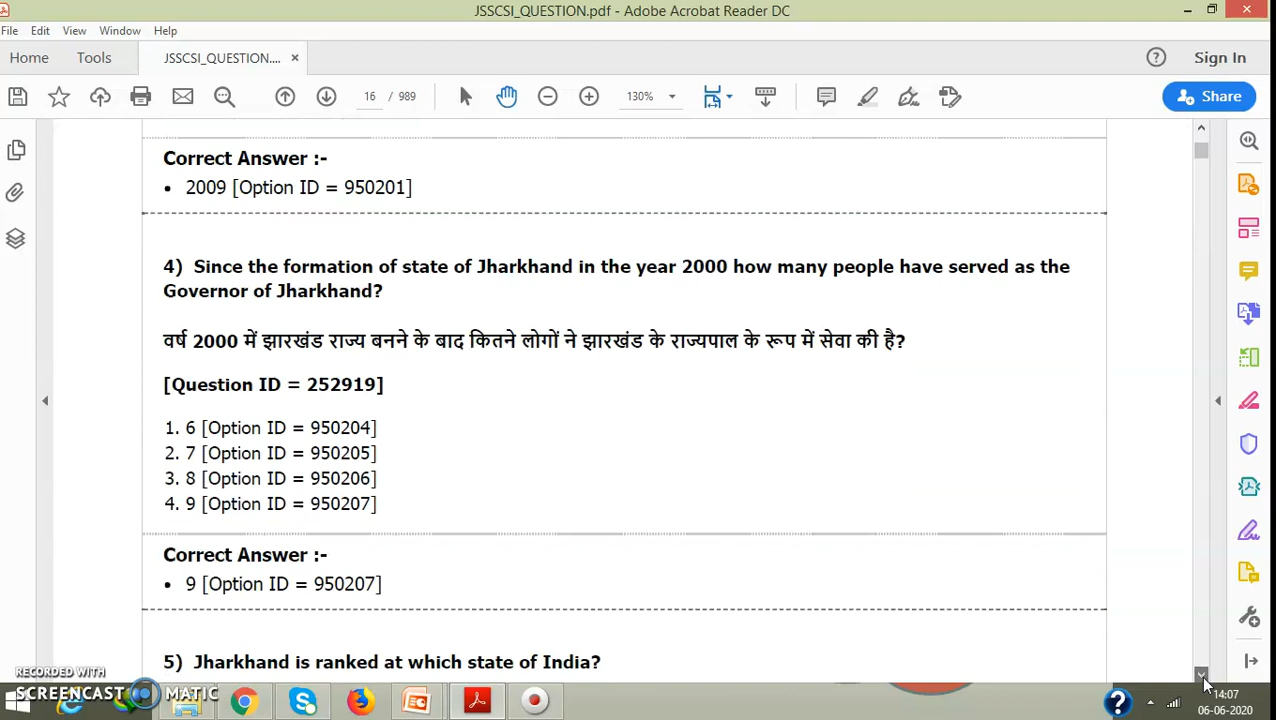 JSSCSI_QUESTION.pdf - Adobe Acrobat Reader DC
File Edit View Window Help
Home Tools JSSCSI_QUESTION.... × Sign In
16 / 989 130% Share
Correct Answer :-
• 2009 [Option ID = 950201]
4) Since the formation of state of Jharkhand in the year 2000 how many people have served as the
Governor of Jharkhand?
वर्ष 2000 में झारखंड राज्य बनने के बाद कितने लोगों ने झारखंड के राज्यपाल के रूप में सेवा की है?
[Question ID = 252919]
1. 6 [Option ID = 950204]
2. 7 [Option ID = 950205]
3. 8 [Option ID = 950206]
4. 9 [Option ID = 950207]
Correct Answer :-
• 9 [Option ID = 950207]
5) Jharkhand is ranked at which state of India?
RECORDED WITH
SCREENCAST MATIC
14:07
06-06-2020